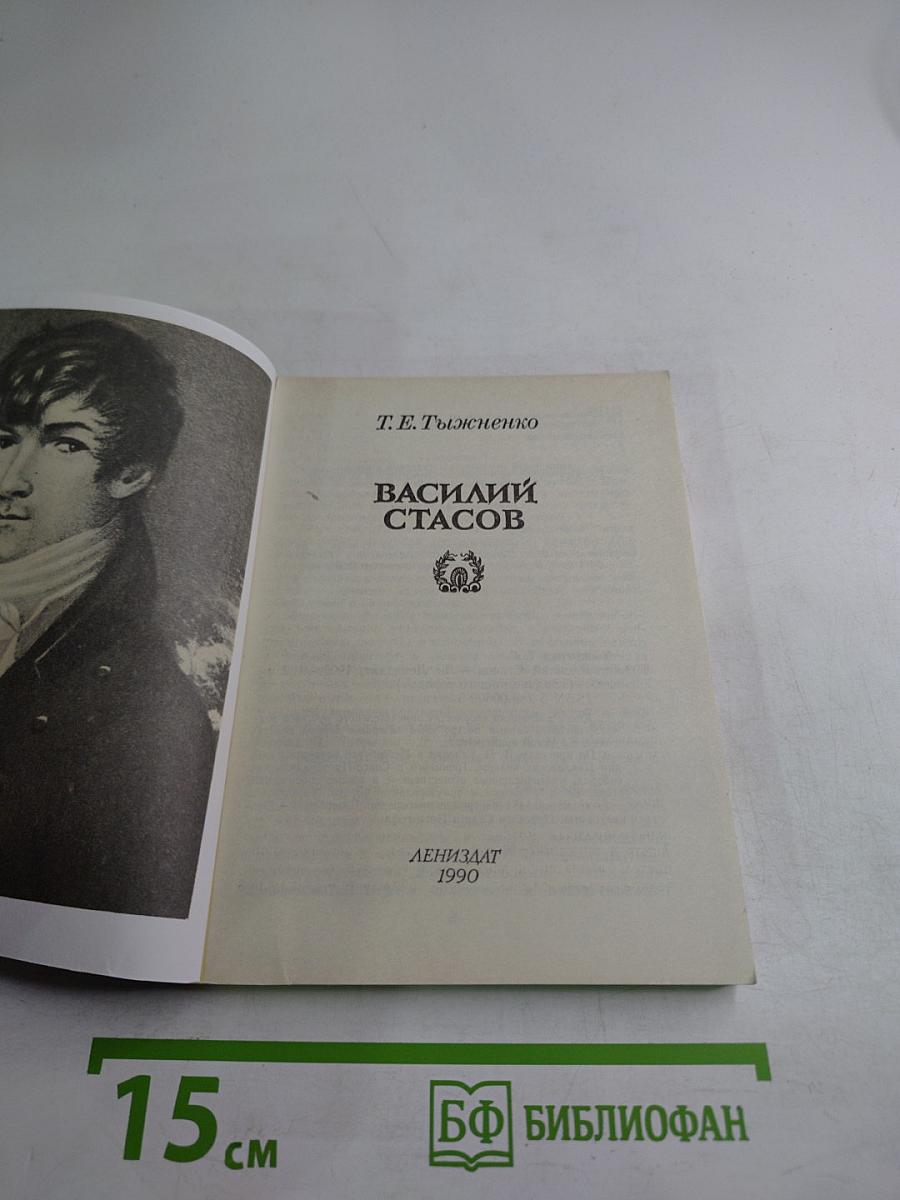 Т. Е. Тыжненко
ВАСИЛИЙ
СТАСОВ
ЛЕНИЗДАТ
1990
15 см
БФ БИБЛИОФАН